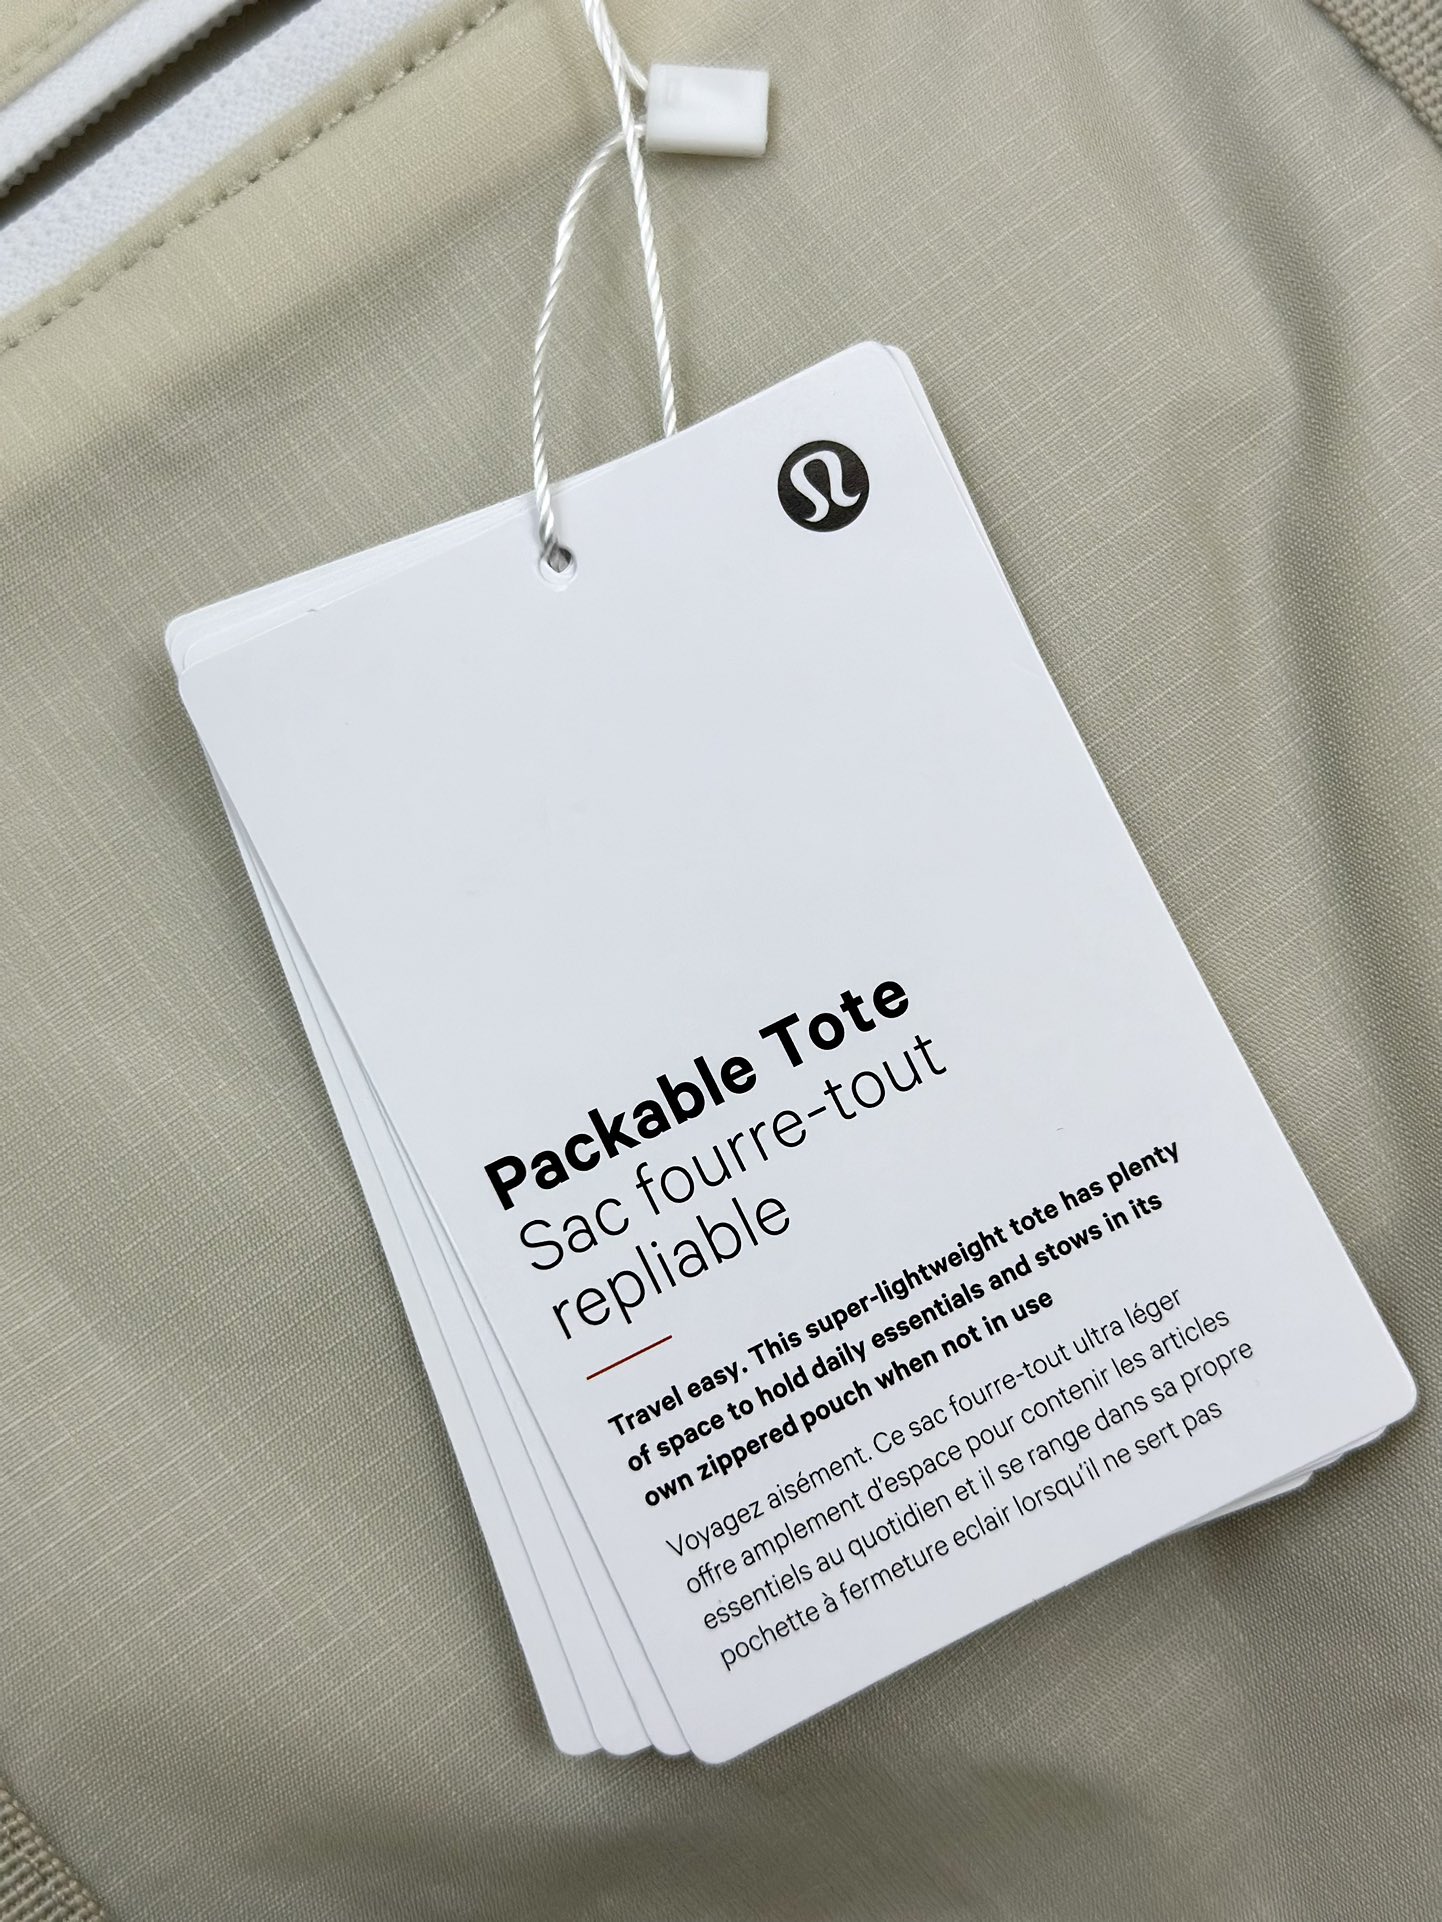 Packable Tote
Sac fourre-tout
repliable
Travel easy. This super-lightweight tote has plenty
of space to hold daily essentials and stows in its
own zippered pouch when not in use
Voyagez aisément. Ce sac fourre-tout ultra léger
offre amplement d'espace pour contenir les articles
essentiels au quotidien et il se range dans sa propre
pochette à fermeture eclair lorsqu'il ne sert pas